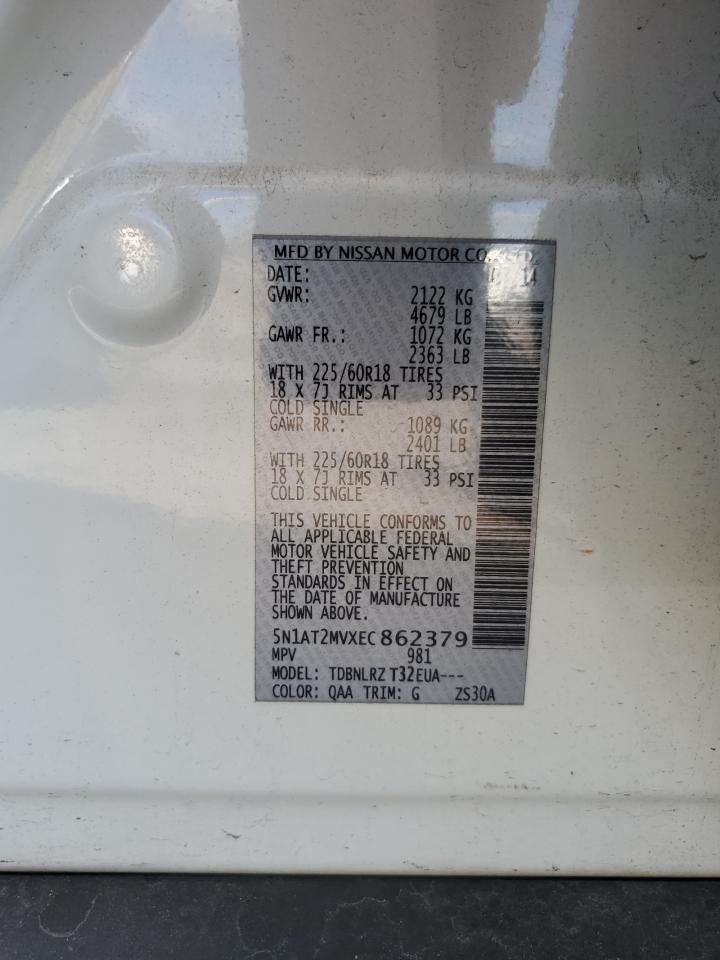 MFD BY NISSAN MOTOR CO.
DATE:
GVWR: 2122 KG
4679 LB
GAWR FR.: 1072 KG
2363 LB
WITH 225/60R18 TIRES
18 X 7J RIMS AT 33 PSI
COLD SINGLE
GAWR RR.: 1089 KG
2401 LB
WITH 225/60R18 TIRES
18 X 7J RIMS AT 33 PSI
COLD SINGLE
THIS VEHICLE CONFORMS TO
ALL APPLICABLE FEDERAL
MOTOR VEHICLE SAFETY AND
THEFT PREVENTION
STANDARDS IN EFFECT ON
THE DATE OF MANUFACTURE
SHOWN ABOVE.
5N1AT2MVXEC862379
MPV 981
MODEL: TDBNLRZ T32EUA---
COLOR: QAA TRIM: G ZS30A